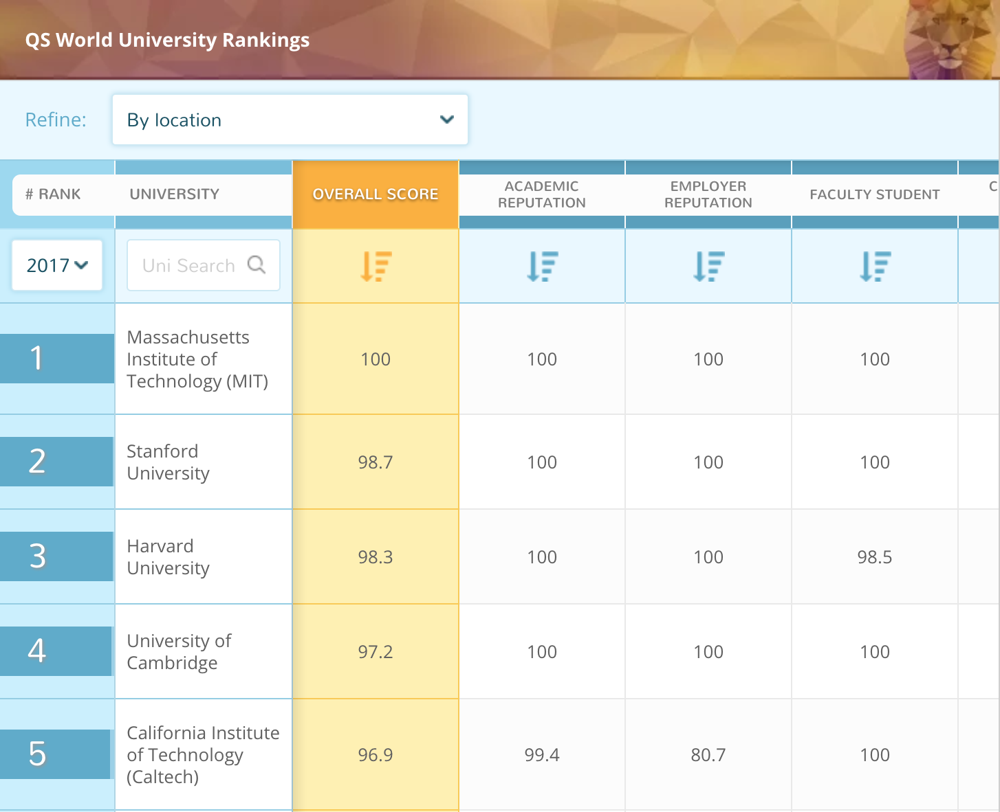 QS World University Rankings
Refine:
By location
# RANK
UNIVERSITY
OVERALL SCORE
ACADEMIC
REPUTATION
EMPLOYER
REPUTATION
FACULTY STUDENT
C
2017
Uni Search
1
Massachusetts
Institute of
Technology (MIT)
100
100
100
100
2
Stanford
University
98.7
100
100
100
3
Harvard
University
98.3
100
100
98.5
4
University of
Cambridge
97.2
100
100
100
5
California Institute
of Technology
(Caltech)
96.9
99.4
80.7
100